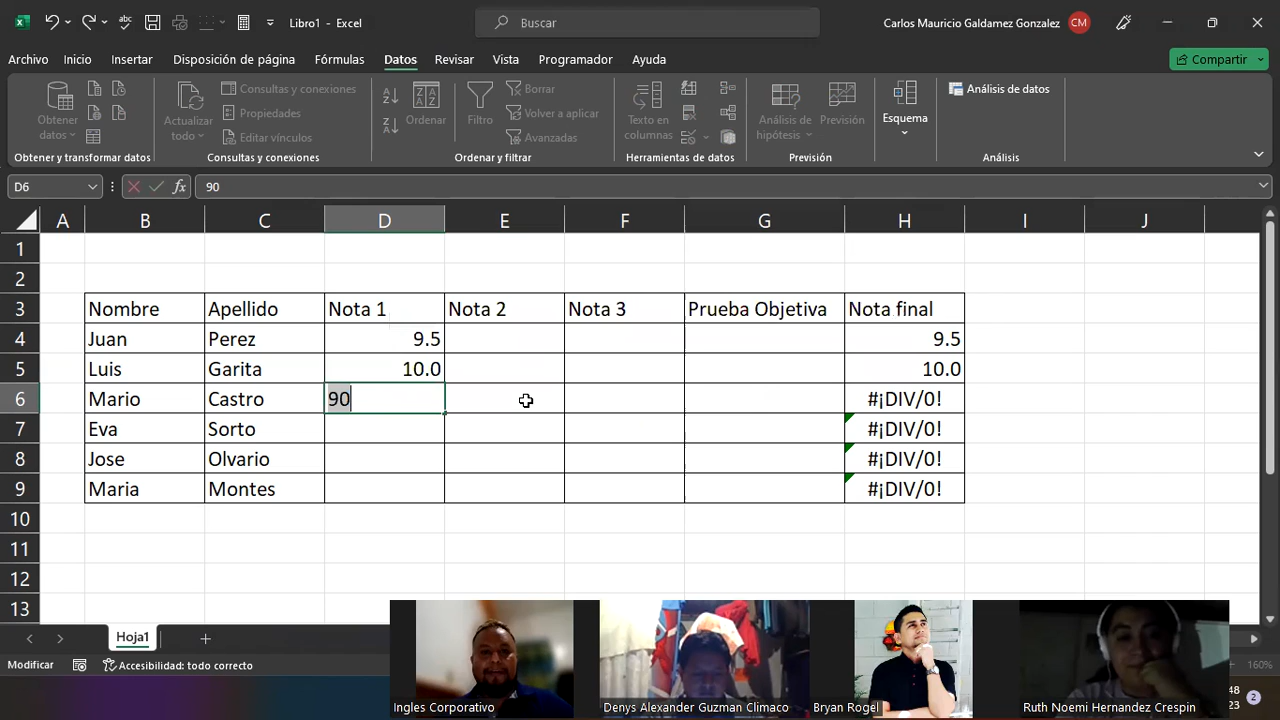 Libro1 - Excel
Buscar
Carlos Mauricio Galdamez Gonzalez CM
Archivo Inicio Insertar Disposición de página Fórmulas Datos Revisar Vista Programador Ayuda
Compartir
Obtener datos
Consultas y conexiones
Propiedades
Editar vínculos
Actualizar todo
Ordenar
Filtro
Borrar
Volver a aplicar
Avanzadas
Texto en columnas
Análisis de hipótesis
Previsión
Esquema
Análisis de datos
Obtener y transformar datos Consultas y conexiones Ordenar y filtrar Herramientas de datos Previsión Análisis
D6 fx 90
A B C D E F G H I J
1
2
3 Nombre Apellido Nota 1 Nota 2 Nota 3 Prueba Objetiva Nota final
4 Juan Perez 9.5 9.5
5 Luis Garita 10.0 10.0
6 Mario Castro 90 #¡DIV/0!
7 Eva Sorto #¡DIV/0!
8 Jose Olvario #¡DIV/0!
9 Maria Montes #¡DIV/0!
10
11
12
13
Hoja1
Modificar Accesibilidad: todo correcto 160%
Ingles Corporativo
Denys Alexander Guzman Climaco
Bryan Rogel
Ruth Noemi Hernandez Crespin
48
23
2